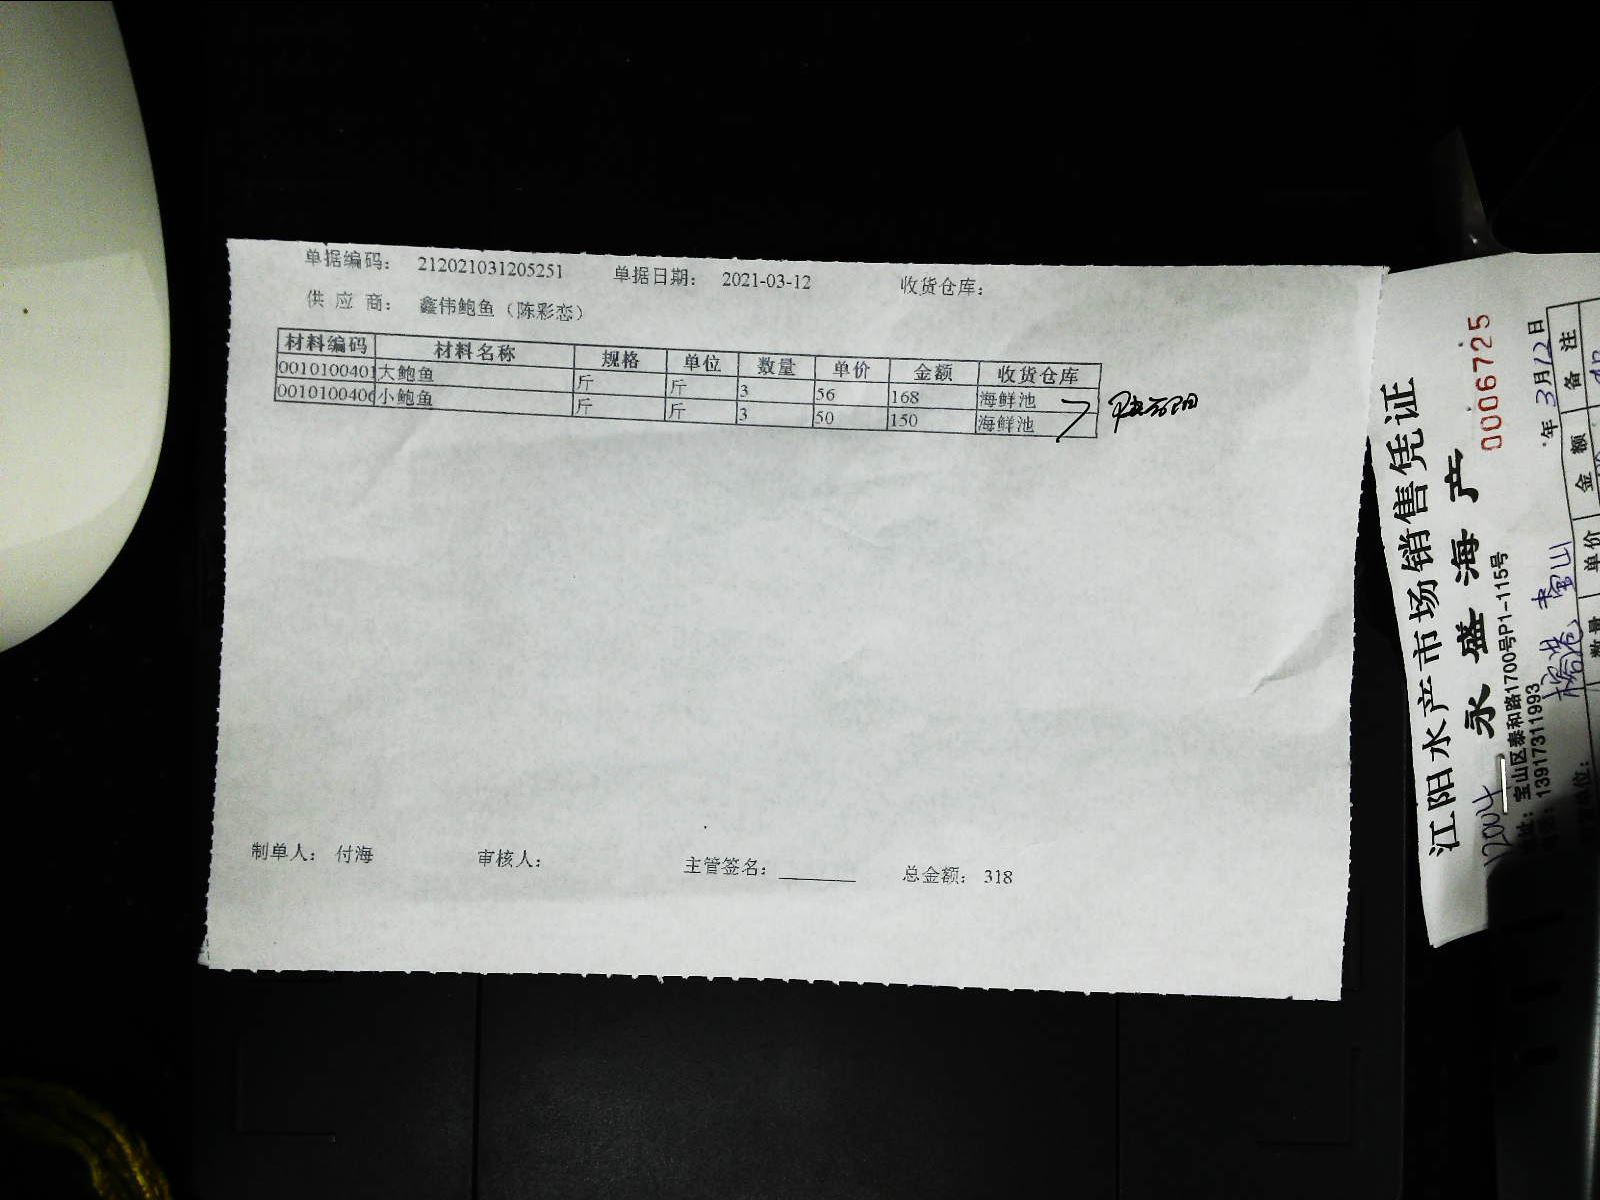 单据编码： 212021031205251 单据日期： 2021-03-12 收货仓库：
供 应 商： 鑫伟鲍鱼（陈彩恋）
材料编码 材料名称 规格 单位 数量 单价 金额 收货仓库
0010100401 大鲍鱼 斤 斤 3 56 168 海鲜池
001010040 小鲍鱼 斤 斤 3 50 150 海鲜池
制单人： 付海 审核人： 主管签名： 总金额： 318
江阳水产市场销售凭证
永盛海产
0006725
宝山区泰和路1700号P1-115号
13917311993
年 3月12日
数量 单价 金额 备注